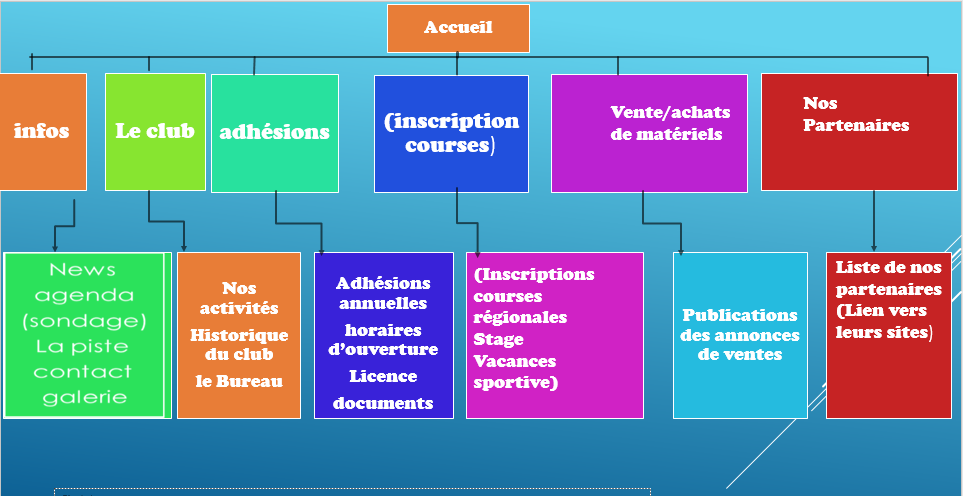 Accueil
infos
Le club
adhésions
(inscription
courses)
Vente/achats
de matériels
Nos
Partenaires
News
agenda
(sondage)
La piste
contact
galerie
Nos
activités
Historique
du club
le Bureau
Adhésions
annuelles
horaires
d’ouverture
Licence
documents
(Inscriptions
courses
régionales
Stage
Vacances
sportive)
Publications
des annonces
de ventes
Liste de nos
partenaires
(Lien vers
leurs sites)